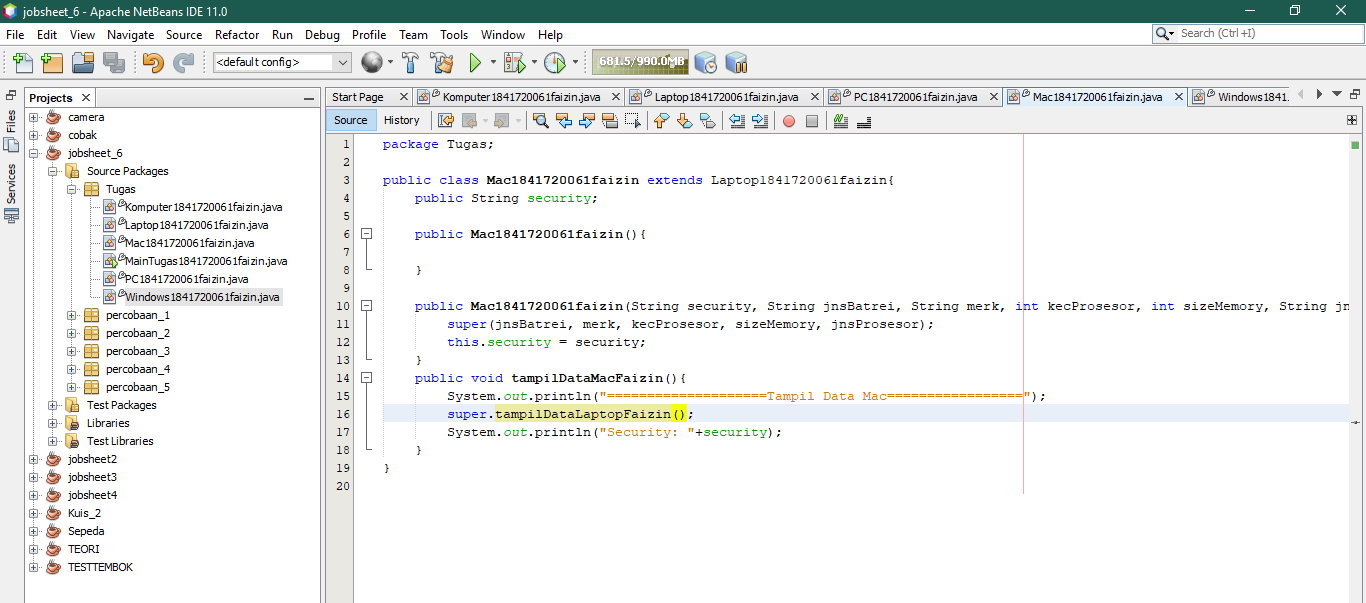 jobsheet_6 - Apache NetBeans IDE 11.0
File Edit View Navigate Source Refactor Run Debug Profile Team Tools Window Help
Search (Ctrl+I)
<default config>
681.5/990.0MB
Files
Services
Projects
camera
cobak
jobsheet_6
Source Packages
Tugas
Komputer1841720061faizin.java
Laptop1841720061faizin.java
Mac1841720061faizin.java
MainTugas1841720061faizin.java
PC1841720061faizin.java
Windows1841720061faizin.java
percobaan_1
percobaan_2
percobaan_3
percobaan_4
percobaan_5
Test Packages
Libraries
Test Libraries
jobsheet2
jobsheet3
jobsheet4
Kuis_2
Sepeda
TEORI
TESTTEMBOK
Start Page Komputer1841720061faizin.java Laptop1841720061faizin.java PC1841720061faizin.java Mac1841720061faizin.java Windows1841.
Source History
1 package Tugas;
2
3 public class Mac1841720061faizin extends Laptop1841720061faizin{
4 public String security;
5
6 public Mac1841720061faizin(){
7
8 }
9
10 public Mac1841720061faizin(String security, String jnsBatrei, String merk, int kecProsesor, int sizeMemory, String jn
11 super(jnsBatrei, merk, kecProsesor, sizeMemory, jnsProsesor);
12 this.security = security;
13 }
14 public void tampilDataMacFaizin(){
15 System.out.println("====================Tampil Data Mac=================");
16 super.tampilDataLaptopFaizin();
17 System.out.println("Security: "+security);
18 }
19 }
20